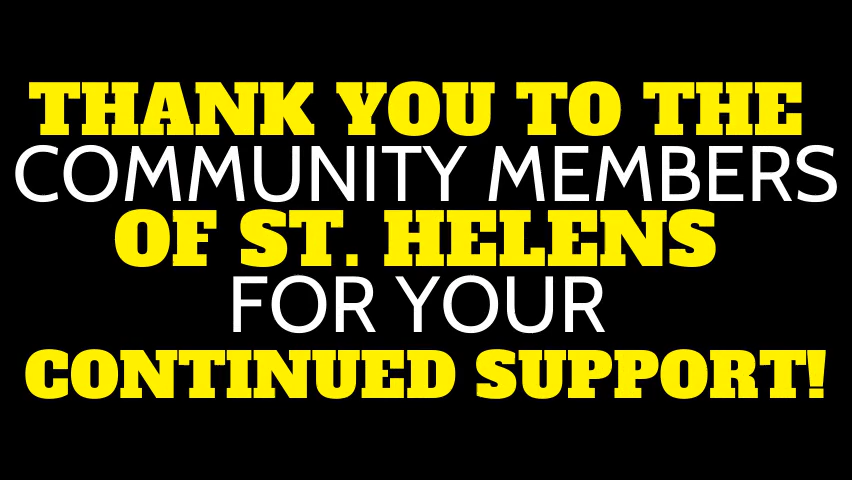 THANK YOU TO THE
COMMUNITY MEMBERS
OF ST. HELENS
FOR YOUR
CONTINUED SUPPORT!